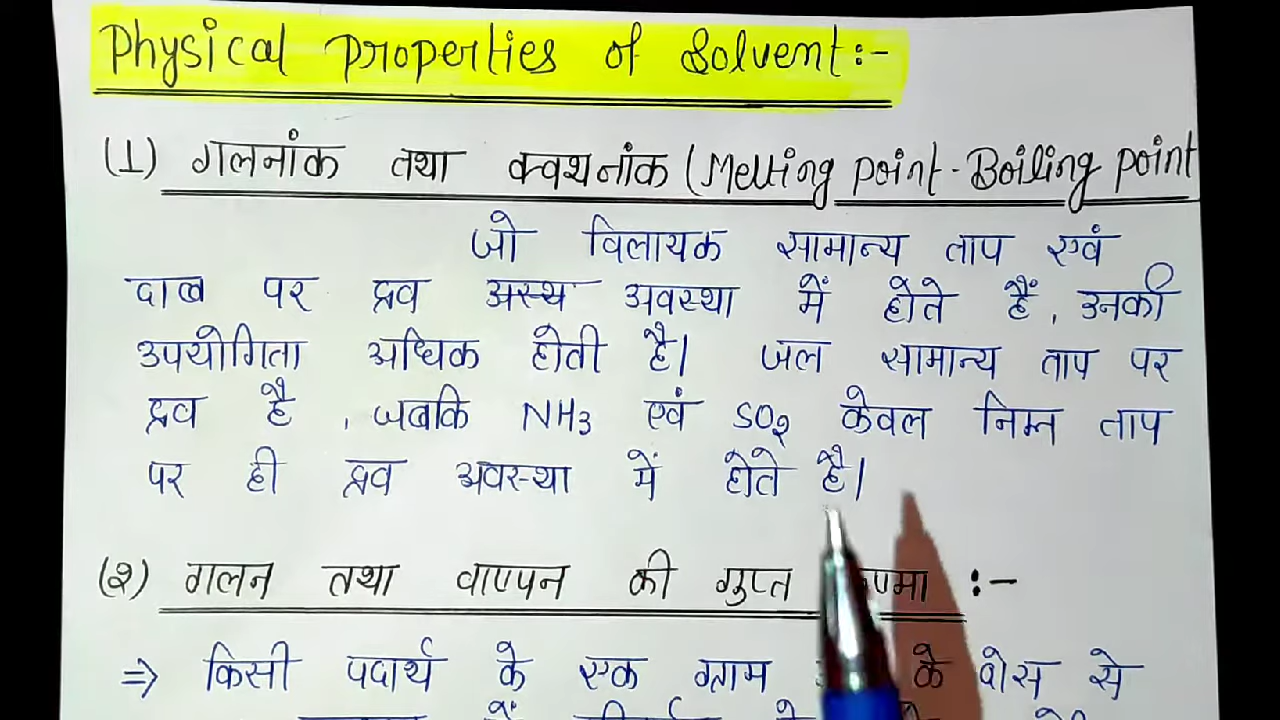 Physical Properties of Solvent:-
(1) गलनांक तथा क्वथनांक (Melting point-Boiling point
जो विलायक सामान्य ताप एवं
दाब पर द्रव अस्थ अवस्था में होते हैं, उनकी
उपयोगिता अधिक होती है। जल सामान्य ताप पर
द्रव है, जबकि NH3 एवं SO2 केवल निम्न ताप
पर ही द्रव अवस्था में होते है।
(2) गलन तथा वाष्पन की गुप्त :-
⇒ किसी पदार्थ के एक ग्राम के ठोस से